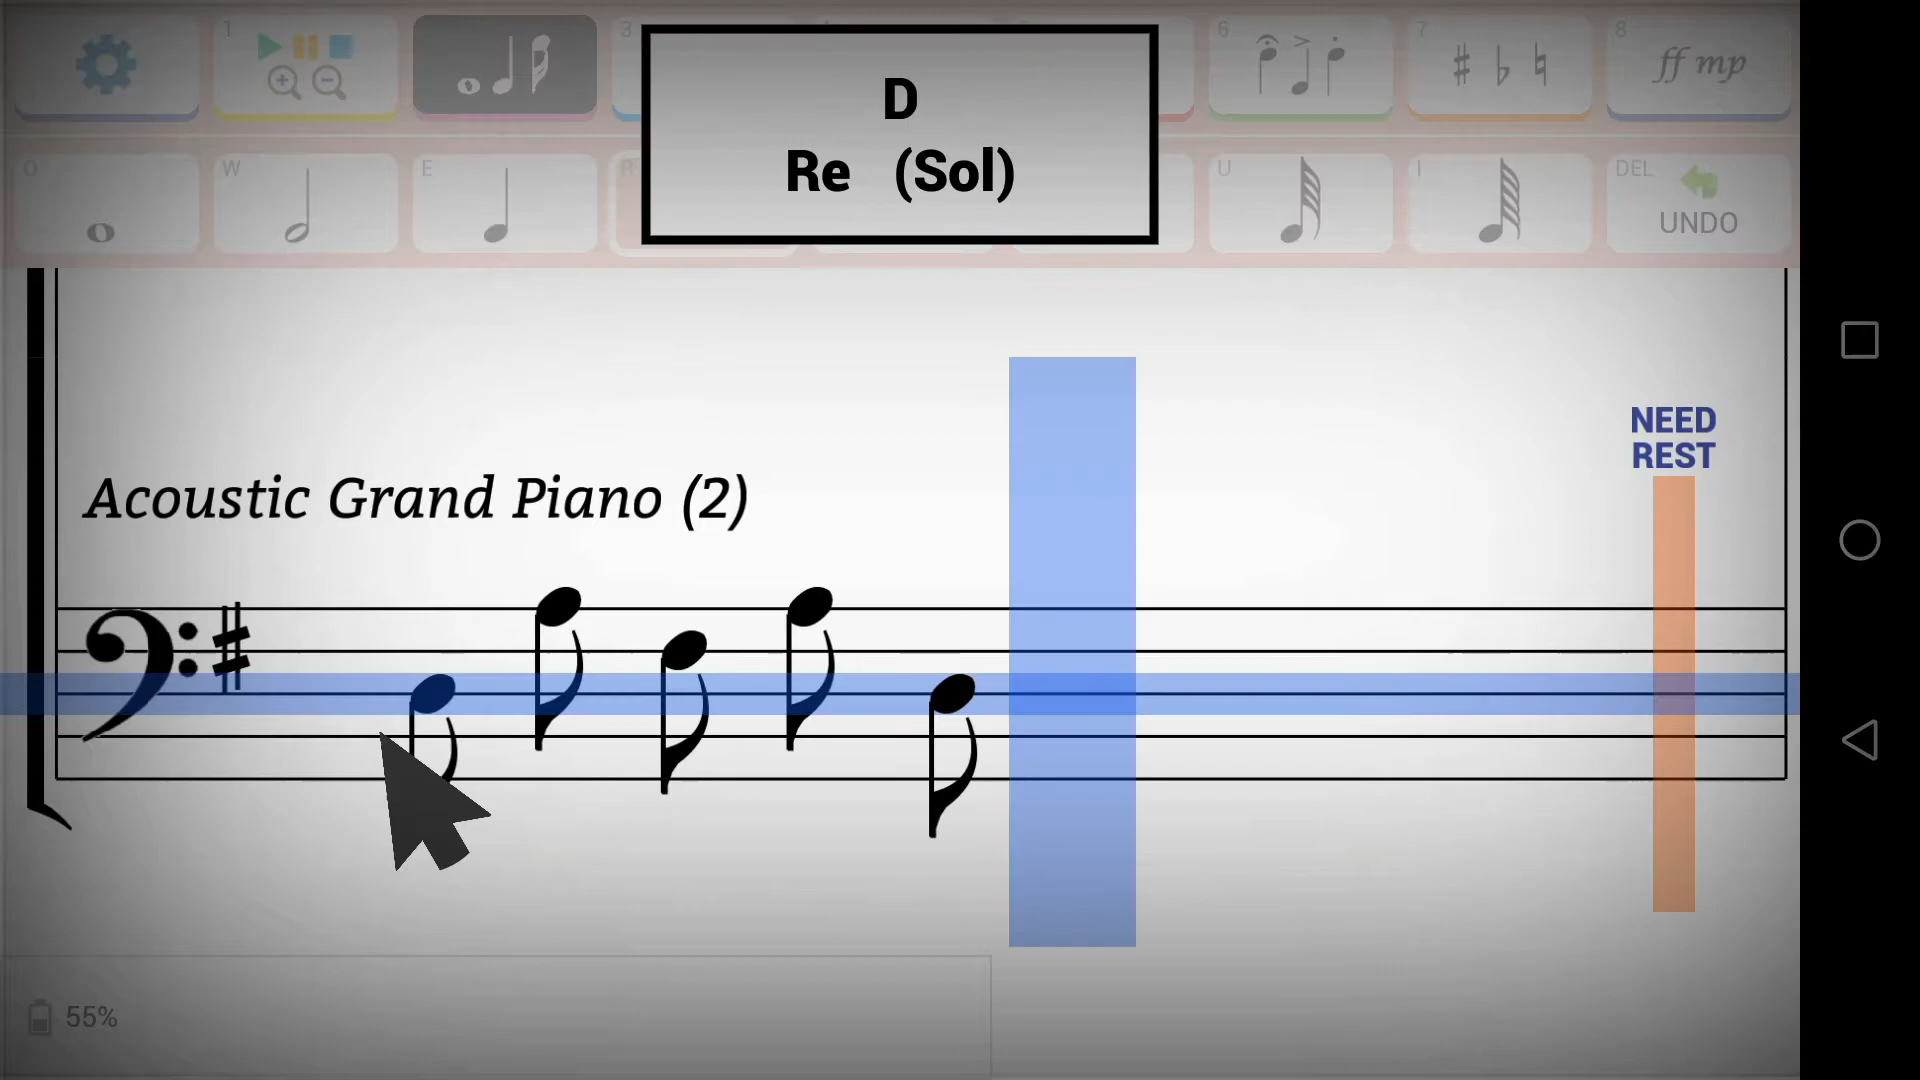 1
3
6
7
8
ff mp
D
Re (Sol)
Q
W
E
R
U
I
DEL
UNDO
NEED
REST
Acoustic Grand Piano (2)
55%